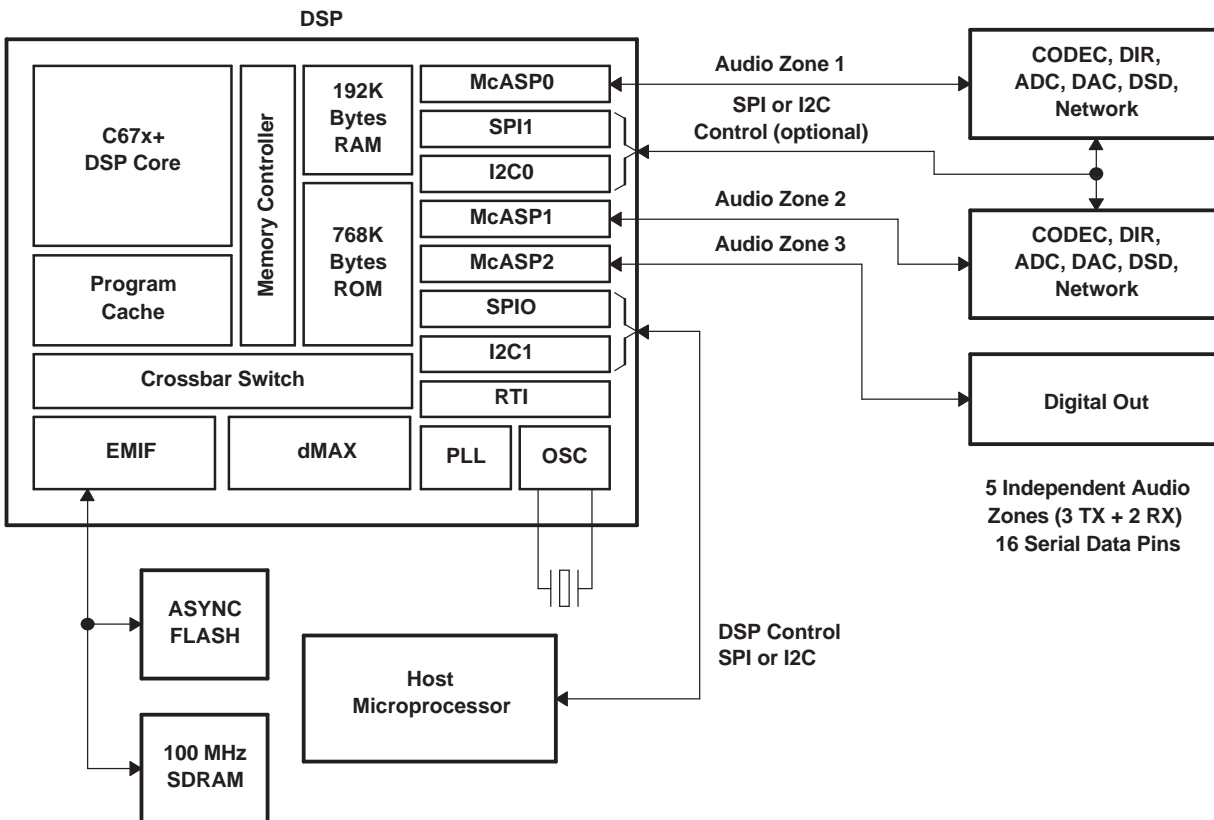 DSP
C67x+
DSP Core
Program
Cache
Memory Controller
192K
Bytes
RAM
768K
Bytes
ROM
Crossbar Switch
EMIF
dMAX
McASP0
SPI1
I2C0
McASP1
McASP2
SPIO
I2C1
RTI
PLL
OSC
Audio Zone 1
SPI or I2C
Control (optional)
Audio Zone 2
Audio Zone 3
CODEC, DIR,
ADC, DAC, DSD,
Network
CODEC, DIR,
ADC, DAC, DSD,
Network
Digital Out
5 Independent Audio
Zones (3 TX + 2 RX)
16 Serial Data Pins
ASYNC
FLASH
100 MHz
SDRAM
Host
Microprocessor
DSP Control
SPI or I2C